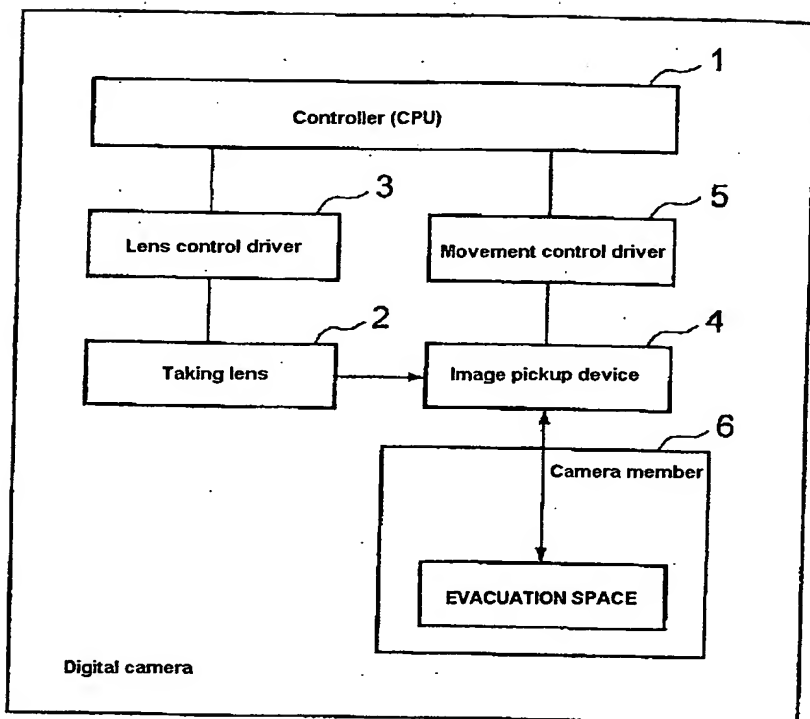 1
Controller (CPU)
3
5
Lens control driver
Movement control driver
2
4
Taking lens
Image pickup device
6
Camera member
EVACUATION SPACE
Digital camera